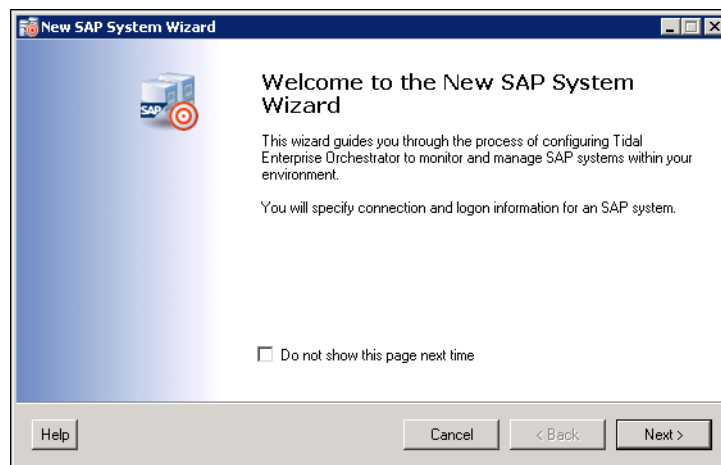 New SAP System Wizard
SAP
Welcome to the New SAP System
Wizard
This wizard guides you through the process of configuring Tidal
Enterprise Orchestrator to monitor and manage SAP systems within your
environment.
You will specify connection and logon information for an SAP system.
Do not show this page next time
Help Cancel < Back Next >